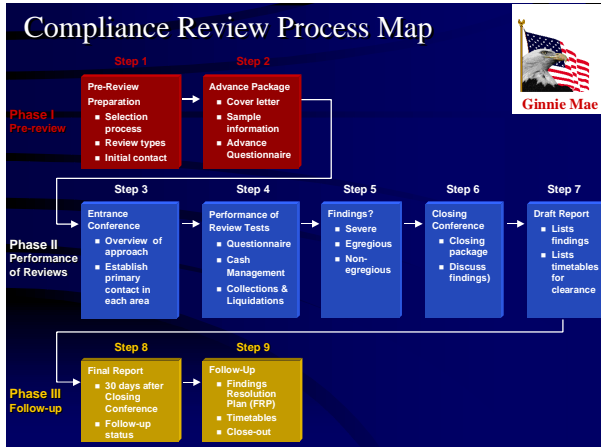 Compliance Review Process Map
Ginnie Mae
Step 1
Step 2
Phase I
Pre-review
Pre-Review
Preparation
■ Selection
process
■ Review types
■ Initial contact
Advance Package
■ Cover letter
■ Sample
information
■ Advance
Questionnaire
Step 3
Step 4
Step 5
Step 6
Step 7
Phase II
Performance
of Reviews
Entrance
Conference
■ Overview of
approach
■ Establish
primary
contact in
each area
Performance of
Review Tests
■ Questionnaire
■ Cash
Management
■ Collections &
Liquidations
Findings?
■ Severe
■ Egregious
■ Non-
egregious
Closing
Conference
■ Closing
package
■ Discuss
findings)
Draft Report
■ Lists
findings
■ Lists
timetables
for
clearance
Step 8
Step 9
Phase III
Follow-up
Final Report
■ 30 days after
Closing
Conference
■ Follow-up
status
Follow-Up
■ Findings
Resolution
Plan (FRP)
■ Timetables
■ Close-out